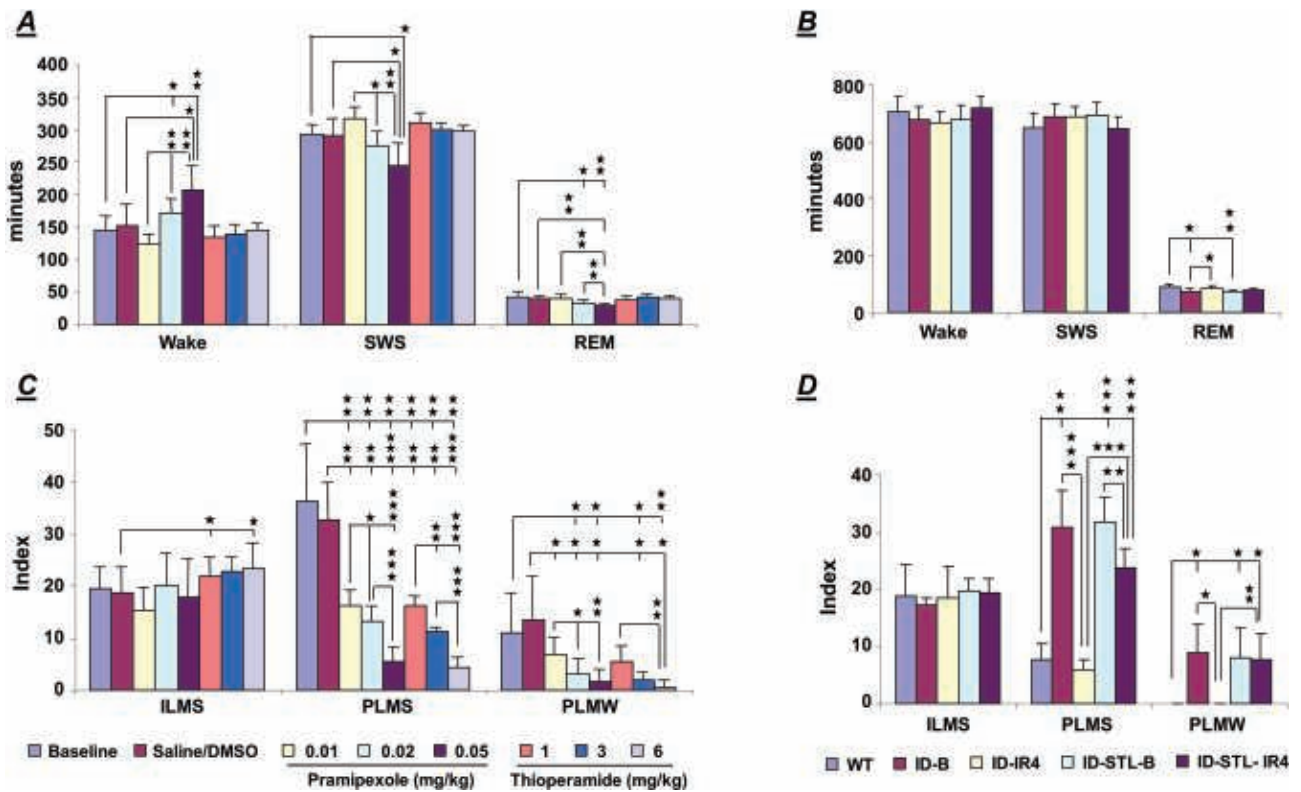 A
400
350
300
250
200
150
100
50
0
minutes
Wake SWS REM
B
800
600
400
200
0
minutes
Wake SWS REM
C
50
40
30
20
10
0
Index
ILMS PLMS PLMW
Baseline Saline/DMSO 0.01 0.02 0.05 1 3 6
Pramipexole (mg/kg) Thioperamide (mg/kg)
D
40
30
20
10
0
Index
ILMS PLMS PLMW
WT ID-B ID-IR4 ID-STL-B ID-STL- IR4